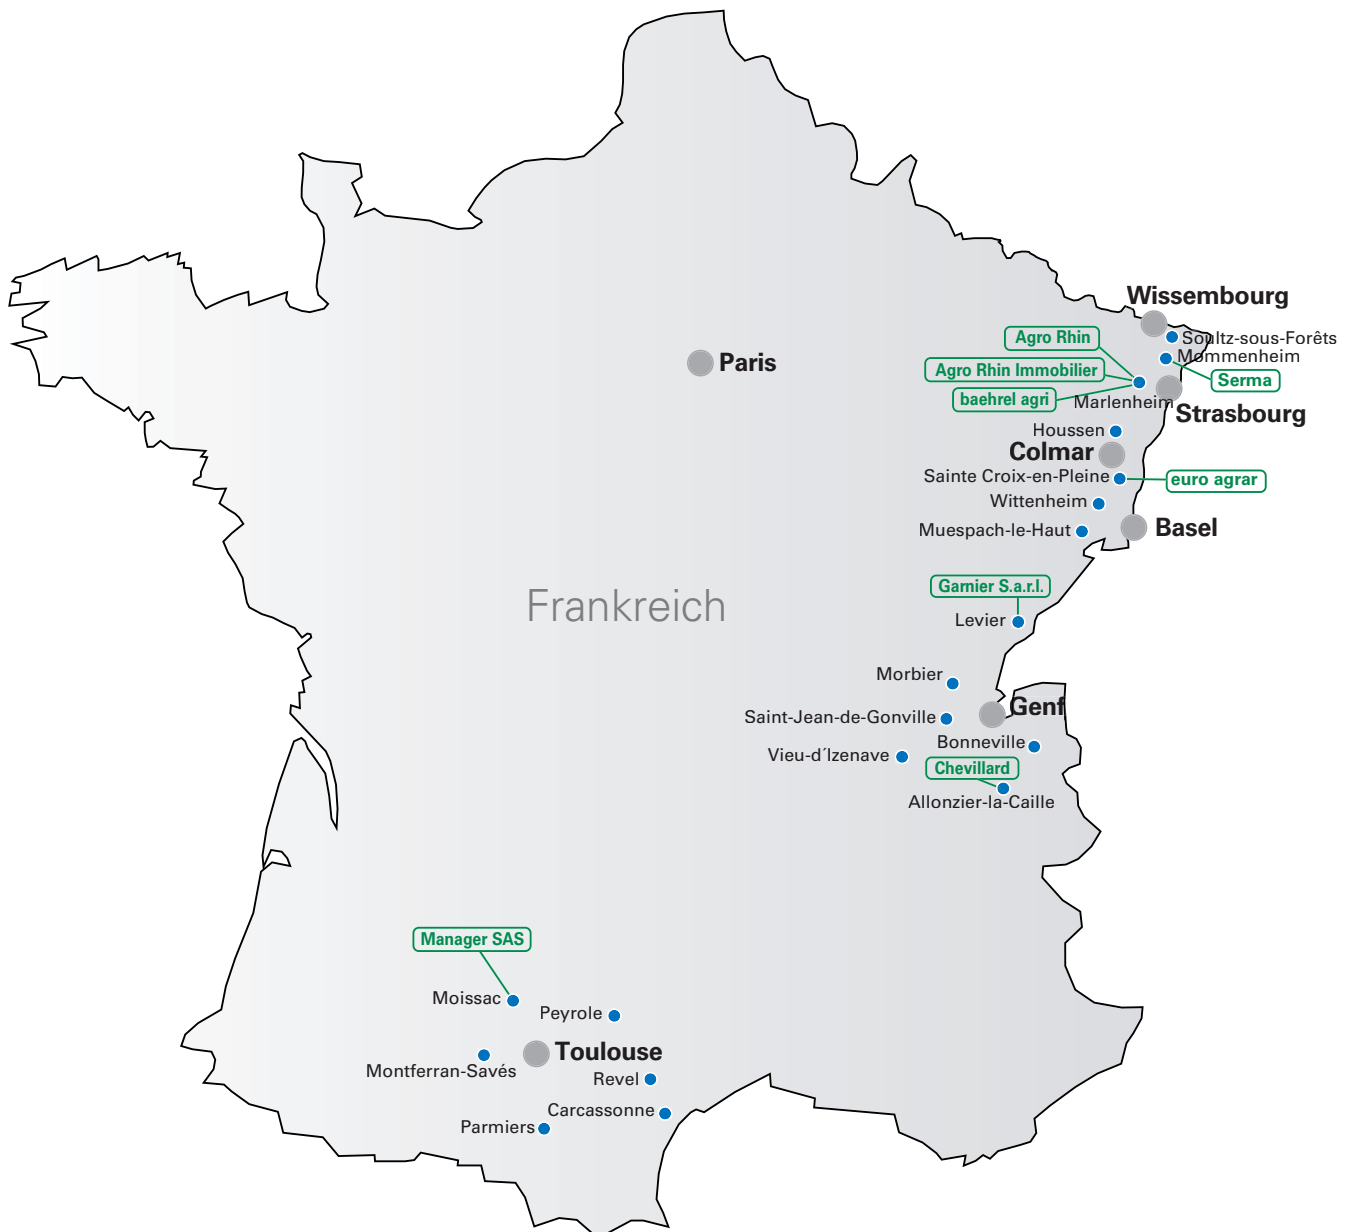 Wissembourg
Soultz-sous-Forêts
Agro Rhin
Mommenheim
Paris
Agro Rhin Immobilier
Serma
baehrel agri
Marlenheim
Strasbourg
Houssen
Colmar
Sainte Croix-en-Pleine
euro agrar
Wittenheim
Muespach-le-Haut
Basel
Garnier S.a.r.l.
Frankreich
Levier
Morbier
Genf
Saint-Jean-de-Gonville
Bonneville
Vieu-d´Izenave
Chevillard
Allonzier-la-Caille
Manager SAS
Moissac
Peyrole
Toulouse
Montferran-Savés
Revel
Carcassonne
Parmiers